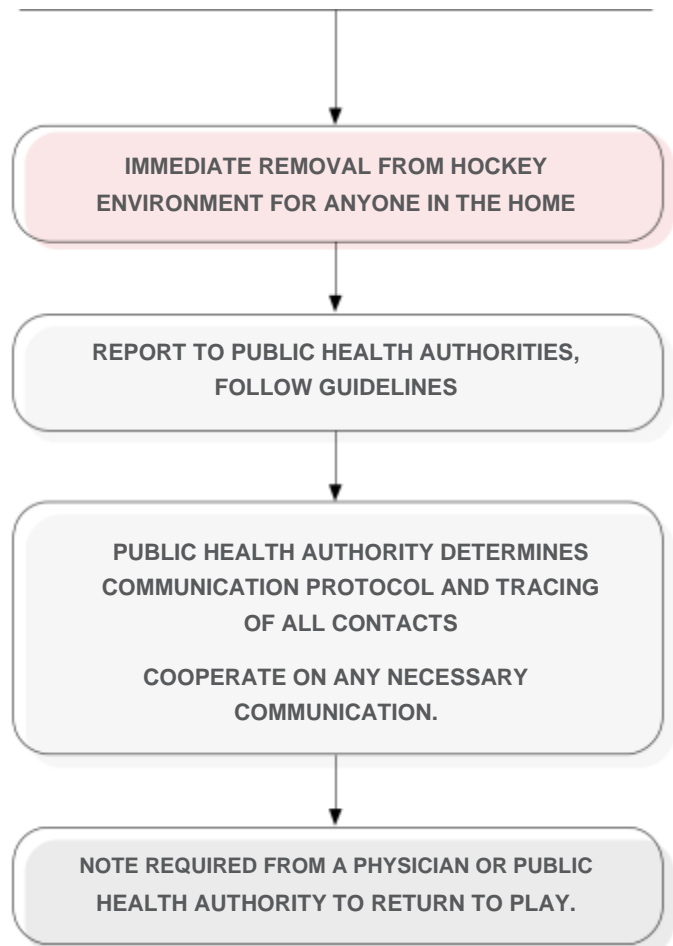 IMMEDIATE REMOVAL FROM HOCKEY
ENVIRONMENT FOR ANYONE IN THE HOME
REPORT TO PUBLIC HEALTH AUTHORITIES,
FOLLOW GUIDELINES
PUBLIC HEALTH AUTHORITY DETERMINES
COMMUNICATION PROTOCOL AND TRACING
OF ALL CONTACTS
COOPERATE ON ANY NECESSARY
COMMUNICATION.
NOTE REQUIRED FROM A PHYSICIAN OR PUBLIC
HEALTH AUTHORITY TO RETURN TO PLAY.